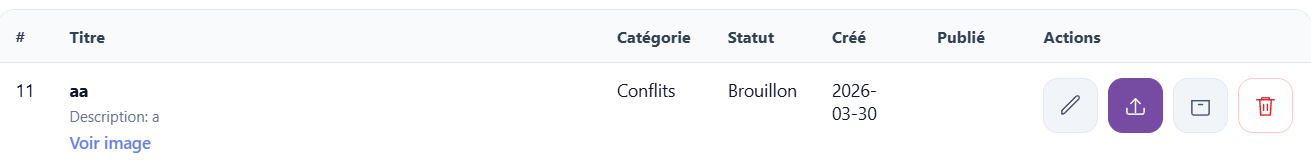 # Titre Catégorie Statut Créé Publié Actions
11 aa Conflits Brouillon 2026-
03-30
Description: a
Voir image